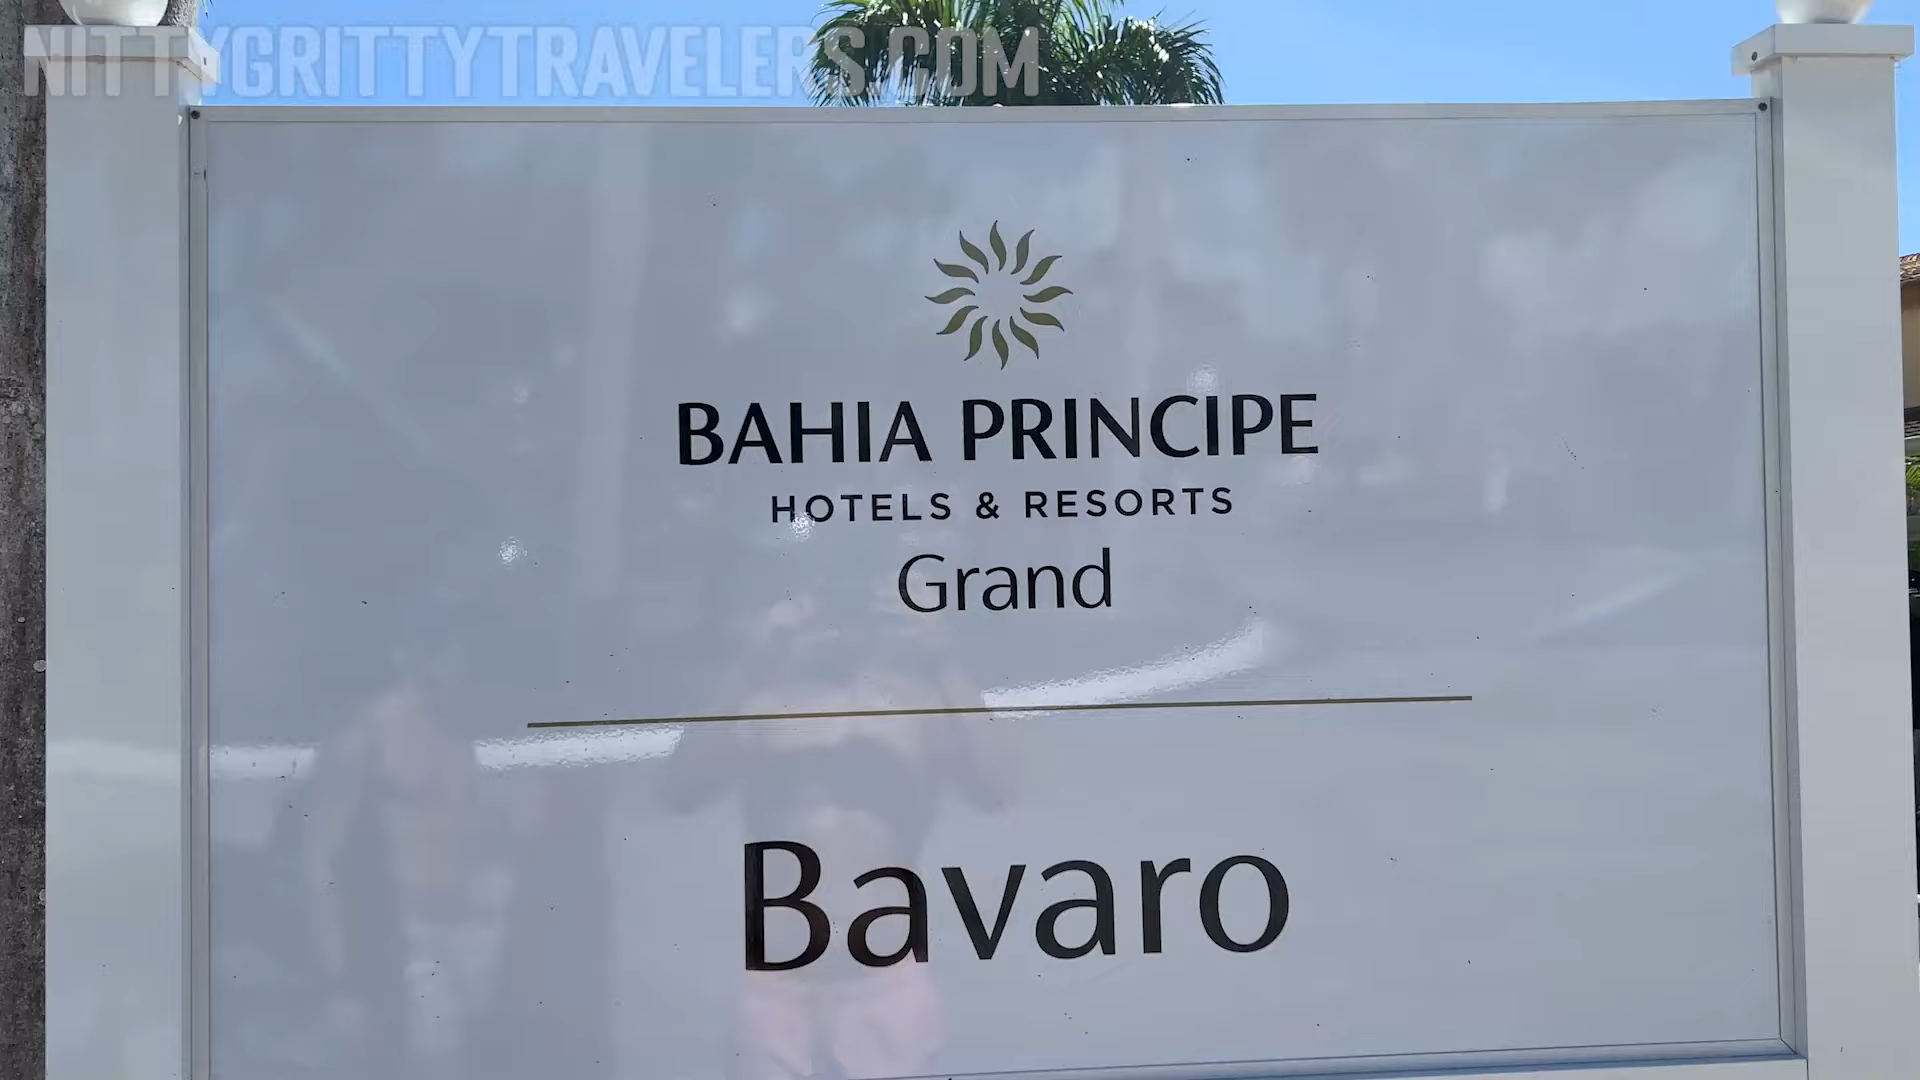 NITTYGRITTYTRAVELERS.COM
BAHIA PRINCIPE
HOTELS & RESORTS
Grand
Bavaro